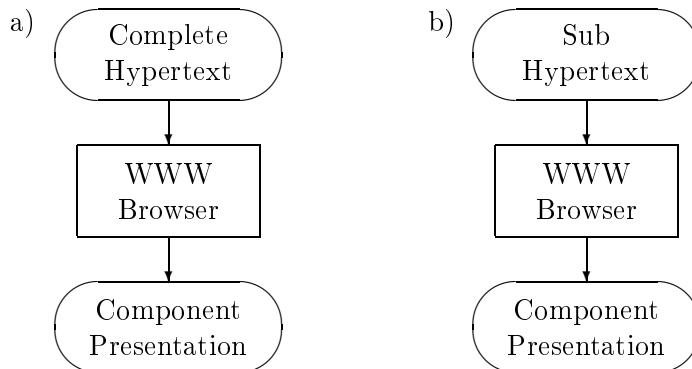 a)
Complete
Hypertext
WWW
Browser
Component
Presentation
b)
Sub
Hypertext
WWW
Browser
Component
Presentation